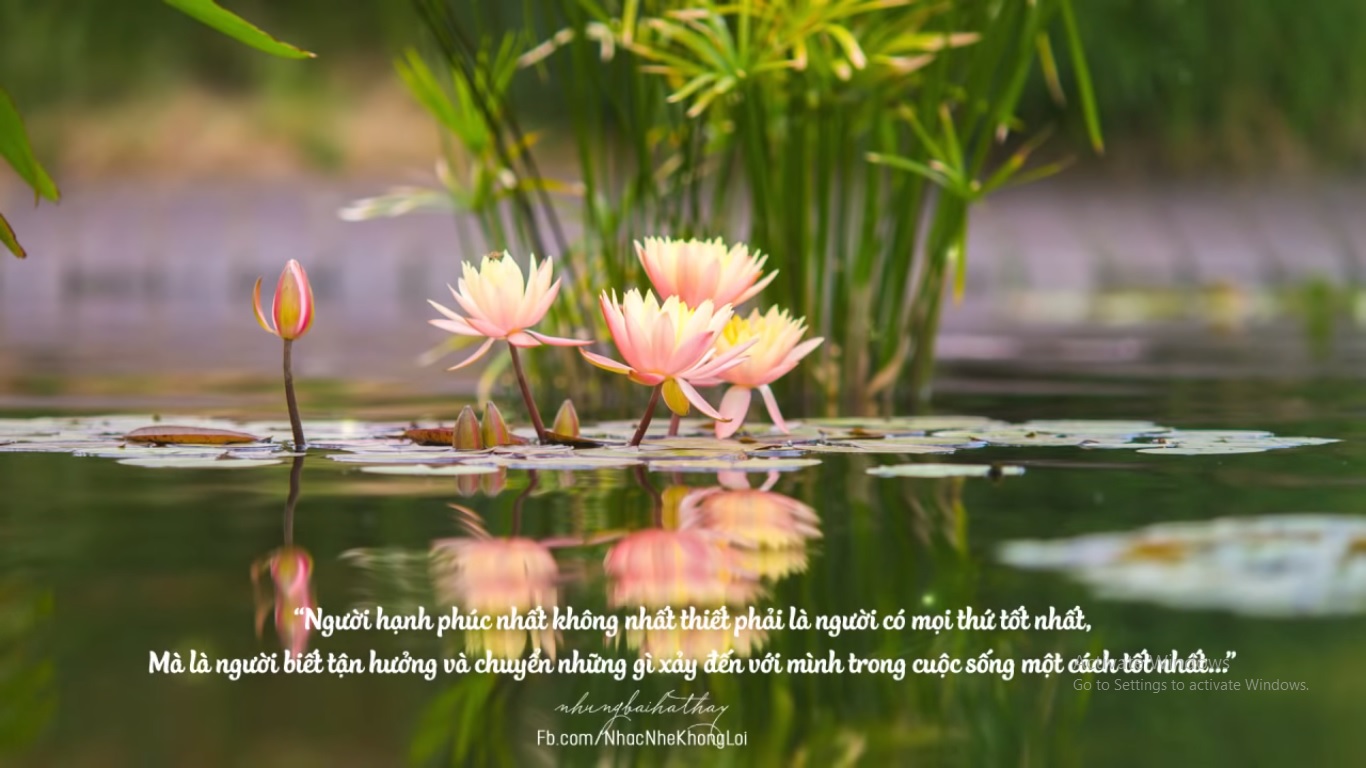 “Người hạnh phúc nhất không nhất thiết phải là người có mọi thứ tốt nhất,
Mà là người biết tận hưởng và chuyển những gì xảy đến với mình trong cuộc sống một cách tốt nhất...”
Activate Windows
Go to Settings to activate Windows.
nhungbaihathay
Fb.com/NhacNheKhongLoi